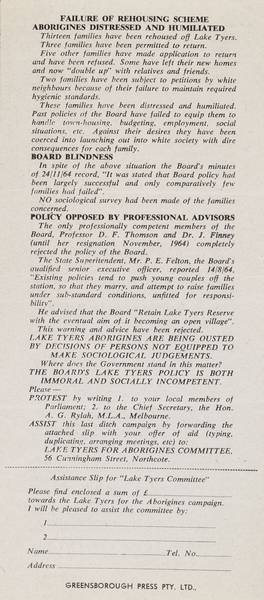 FAILURE OF REHOUSING SCHEME
ABORIGINES DISTRESSED AND HUMILIATED
Thirteen families have been rehoused off Lake Tyers.
Three families have been permitted to return.
Five other families have made application to return
and have been refused. Some have left their new homes
and now "double up" with relatives and friends.
Two families have been subject to petitions by white
neighbours because of their failure to maintain required
hygienic standards.
These families have been distressed and humiliated.
Past policies of the Board have failed to equip them to
handle town-housing, budgeting, employment, social
situations, etc. Against their desires they have been
coerced into launching out into white society with dire
consequences for each family.
BOARD BLINDNESS
In spite of the above situation the Board's minutes
of 24/11/64 record, "It was stated that Board policy had
been largely successful and only comparatively few
families had failed".
NO sociological survey had been made of the families
concerned.
POLICY OPPOSED BY PROFESSIONAL ADVISORS
The only professionally competent members of the
Board, Professor D. F. Thomson and Dr. J. Finney
(until her resignation November, 1964) completely
rejected the policy of the Board.
The State Superintendent, Mr. P. E. Felton, the Board's
qualified senior executive officer, reported 14/8/64,
"Existing policies tend to push young couples off the
station, so that they marry, and attempt to raise families
under sub-standard conditions, unfitted for responsi-
bility".
He advised that the Board "Retain Lake Tyers Reserve
with the eventual aim of it becoming an open village".
This warning and advice have been rejected.
LAKE TYERS ABORIGINES ARE BEING OUSTED
BY DECISIONS OF PERSONS NOT EQUIPPED TO
MAKE SOCIOLOGICAL JUDGEMENTS.
Where does the Government stand in this matter?
THE BOARD'S LAKE TYERS POLICY IS BOTH
IMMORAL AND SOCIALLY INCOMPETENT.
Please—
PROTEST by writing 1. to your local members of
Parliament; 2. to the Chief Secretary, the Hon.
A. G. Rylah, M.L.A., Melbourne.
ASSIST this last ditch campaign by forwarding the
attached slip with your offer of aid (typing,
duplicating, arranging meetings, etc) to:
LAKE TYERS FOR ABORIGINES COMMITTEE,
56 Cunningham Street, Northcote.
Assistance Slip for "Lake Tyers Committee"
Please find enclosed a sum of £
towards the Lake Tyers for the Aborigines campaign.
I will be pleased to assist the committee by:
1
2
Name Tel. No.
Address
GREENSBOROUGH PRESS PTY. LTD.